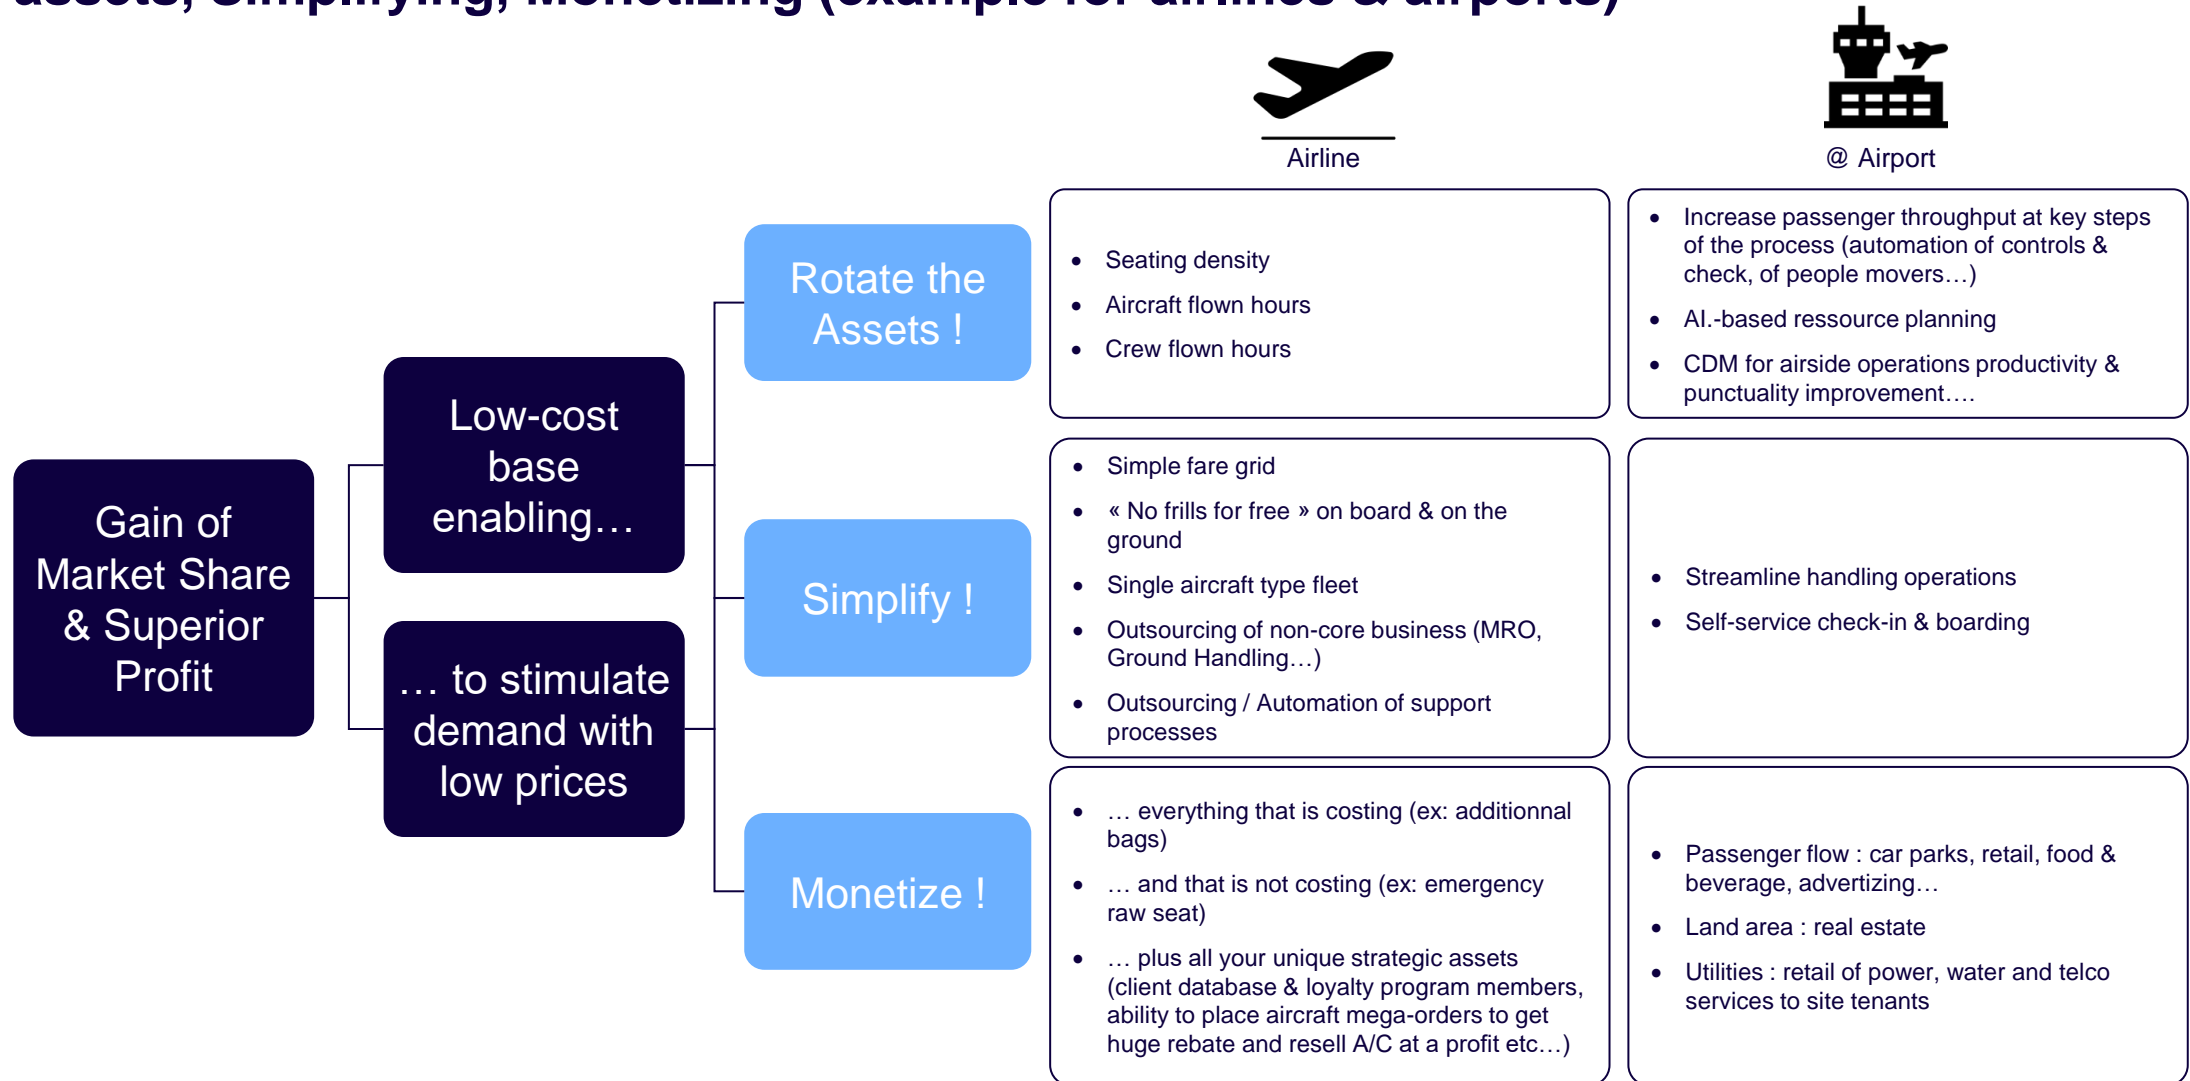 assets, Simplifying, Monetizing (example for airlines & airports)
Airline
@ Airport
Gain of
Market Share
& Superior
Profit
Low-cost
base
enabling…
… to stimulate
demand with
low prices
Rotate the
Assets !
• Seating density
• Aircraft flown hours
• Crew flown hours
• Increase passenger throughput at key steps
of the process (automation of controls &
check, of people movers…)
• AI.-based ressource planning
• CDM for airside operations productivity &
punctuality improvement….
Simplify !
• Simple fare grid
• « No frills for free » on board & on the
ground
• Single aircraft type fleet
• Outsourcing of non-core business (MRO,
Ground Handling…)
• Outsourcing / Automation of support
processes
• Streamline handling operations
• Self-service check-in & boarding
Monetize !
• … everything that is costing (ex: additionnal
bags)
• … and that is not costing (ex: emergency
raw seat)
• … plus all your unique strategic assets
(client database & loyalty program members,
ability to place aircraft mega-orders to get
huge rebate and resell A/C at a profit etc…)
• Passenger flow : car parks, retail, food &
beverage, advertizing…
• Land area : real estate
• Utilities : retail of power, water and telco
services to site tenants